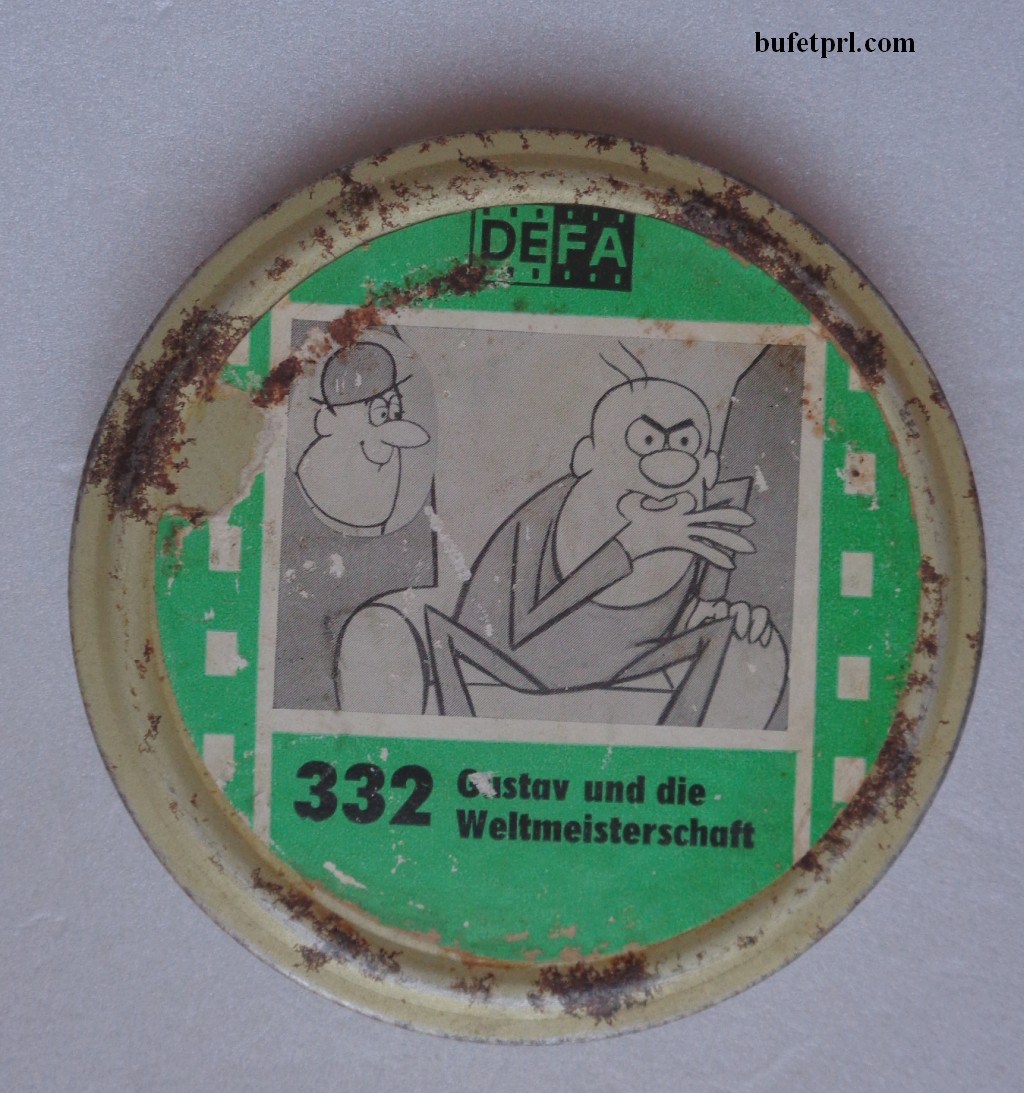 bufetprl.com
DEFA
332 Gustav und die
Weltmeisterschaft